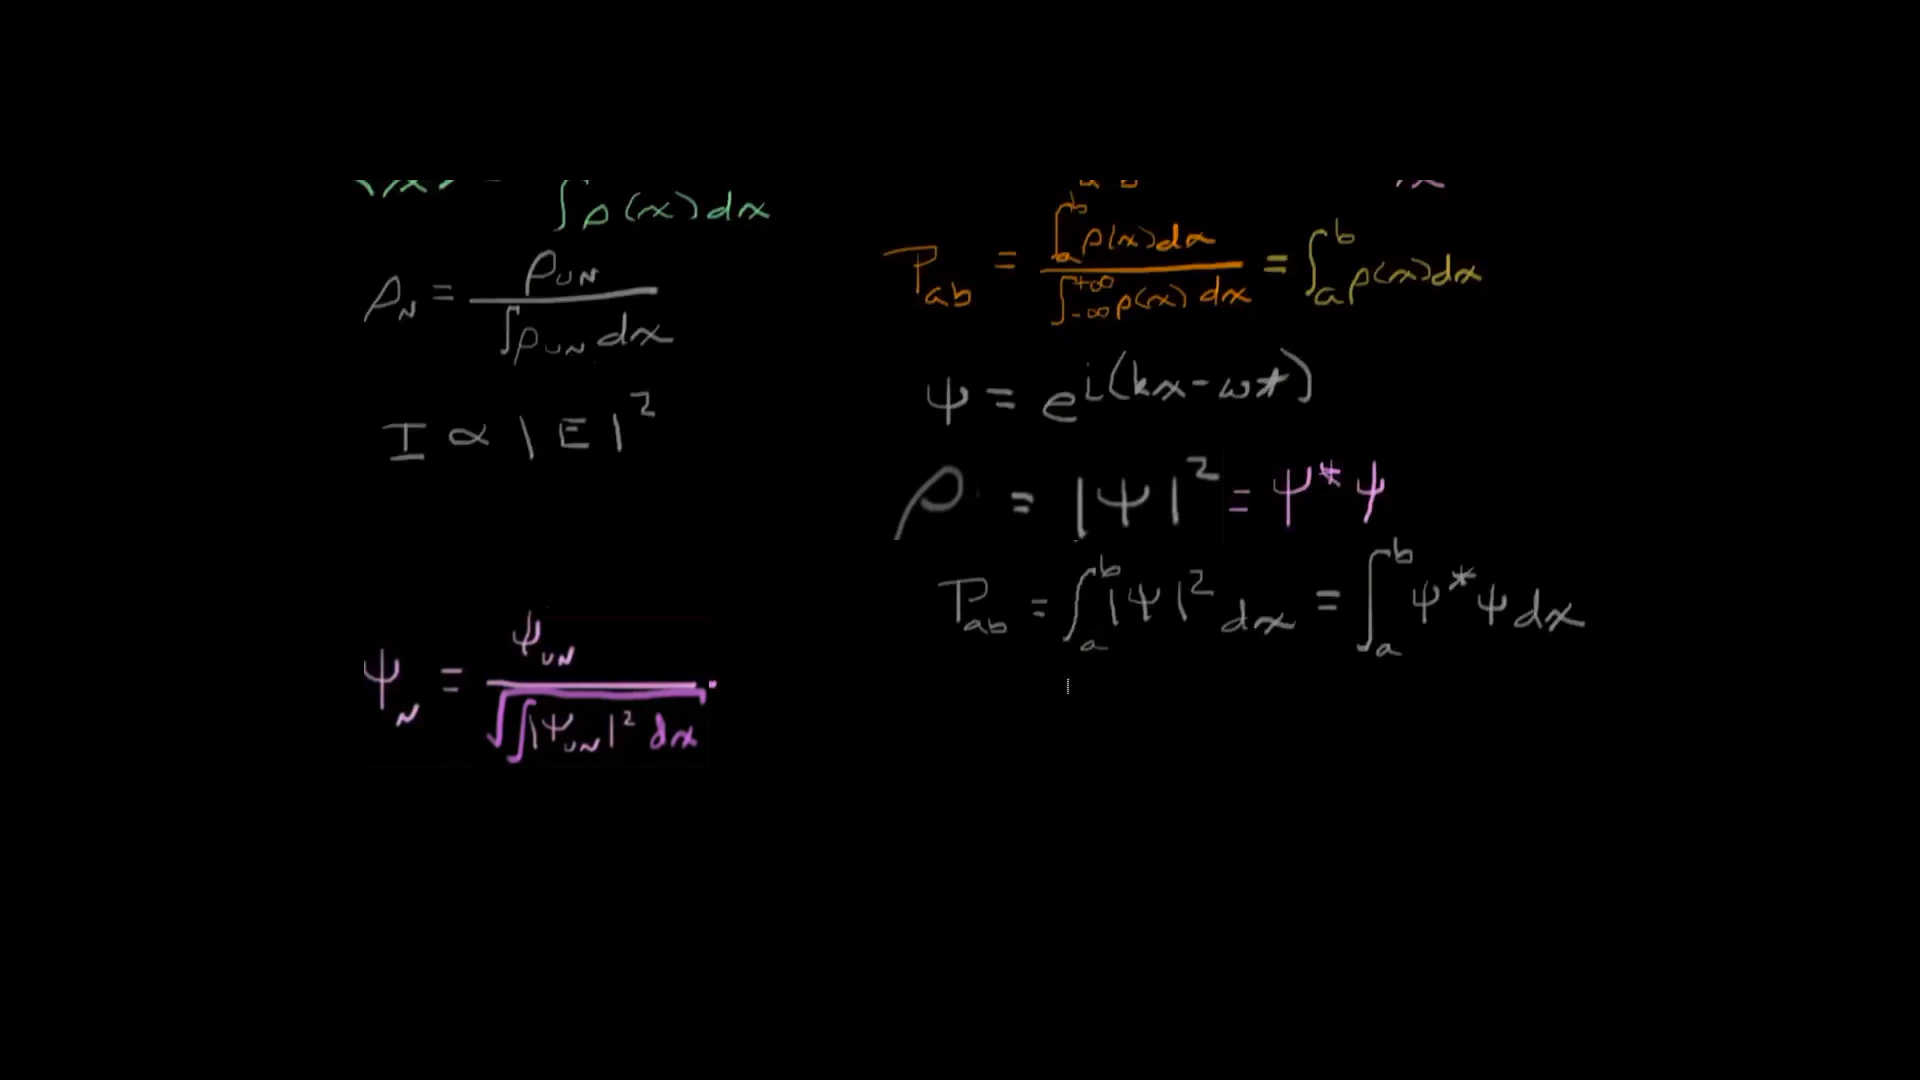 ∫ρ(x)dx
ρ_N = ρ_UN / ∫ρ_UN dx
I ∝ |E|²
ψ_N = ψ_UN / √(∫|ψ_UN|² dx)
P_ab = ∫_a^b ρ(x)dx / ∫_-∞^+∞ ρ(x) dx = ∫_a^b ρ(x)dx
ψ = e^i(kx-ωt)
ρ = |ψ|² = ψ*ψ
P_ab = ∫_a^b |ψ|² dx = ∫_a^b ψ*ψ dx